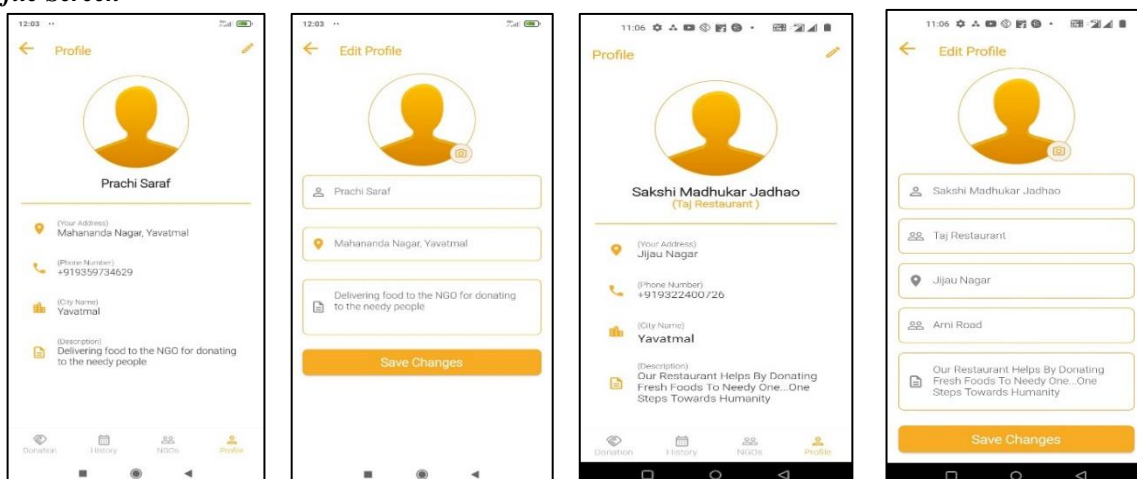 12:03
Profile
Prachi Saraf
(Your Address)
Mahananda Nagar, Yavatmal
(Phone Number)
+919359734629
(City Name)
Yavatmal
(Description)
Delivering food to the NGO for donating
to the needy people
Donation History NGOs Profile
12:03
Edit Profile
Prachi Saraf
Mahananda Nagar, Yavatmal
Delivering food to the NGO for donating
to the needy people
Save Changes
11:06
Profile
Sakshi Madhukar Jadhao
(Taj Restaurant )
(Your Address)
Jijau Nagar
(Phone Number)
+919322400726
(City Name)
Yavatmal
(Description)
Our Restaurant Helps By Donating
Fresh Foods To Needy One...One
Steps Towards Humanity
Donation History NGOs Profile
11:06
Edit Profile
Sakshi Madhukar Jadhao
Taj Restaurant
Jijau Nagar
Arni Road
Our Restaurant Helps By Donating
Fresh Foods To Needy One...One
Steps Towards Humanity
Save Changes